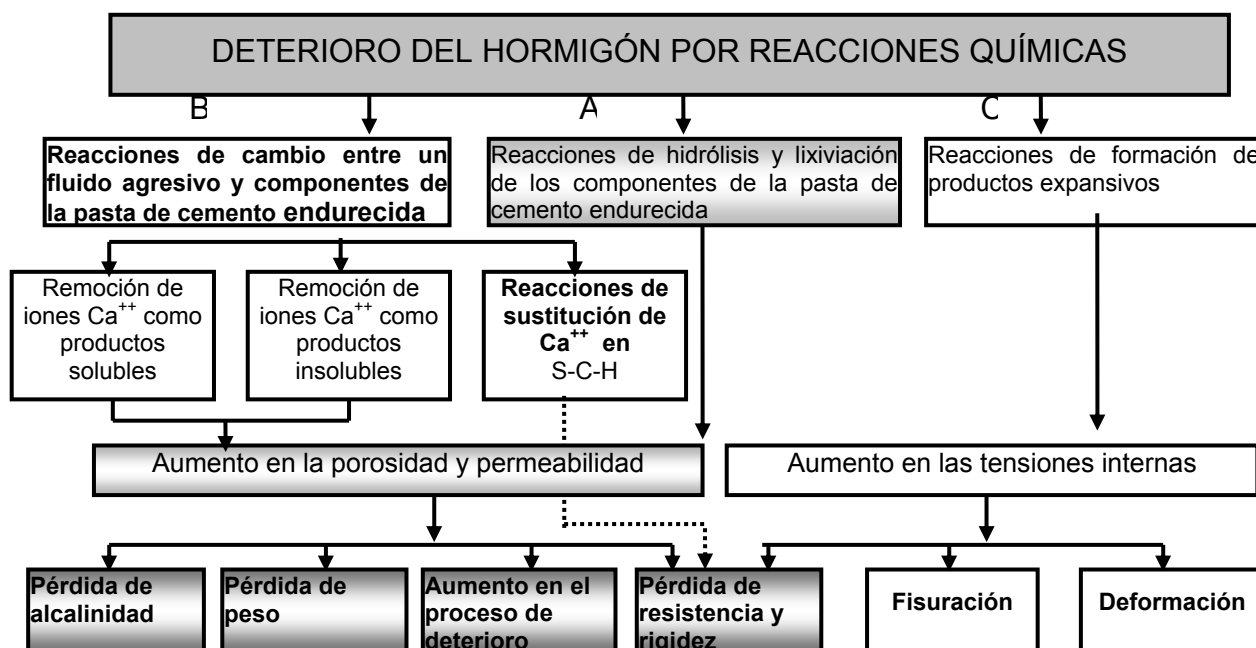 DETERIORO DEL HORMIGÓN POR REACCIONES QUÍMICAS
B
A
C
Reacciones de cambio entre un
fluido agresivo y componentes de
la pasta de cemento endurecida
Reacciones de hidrólisis y lixiviación
de los componentes de la pasta de
cemento endurecida
Reacciones de formación de
productos expansivos
Remoción de
iones Ca++ como
productos
solubles
Remoción de
iones Ca++ como
productos
insolubles
Reacciones de
sustitución de
Ca++ en
S-C-H
Aumento en la porosidad y permeabilidad
Aumento en las tensiones internas
Pérdida de
alcalinidad
Pérdida de
peso
Aumento en el
proceso de
deterioro
Pérdida de
resistencia y
rigidez
Fisuración
Deformación